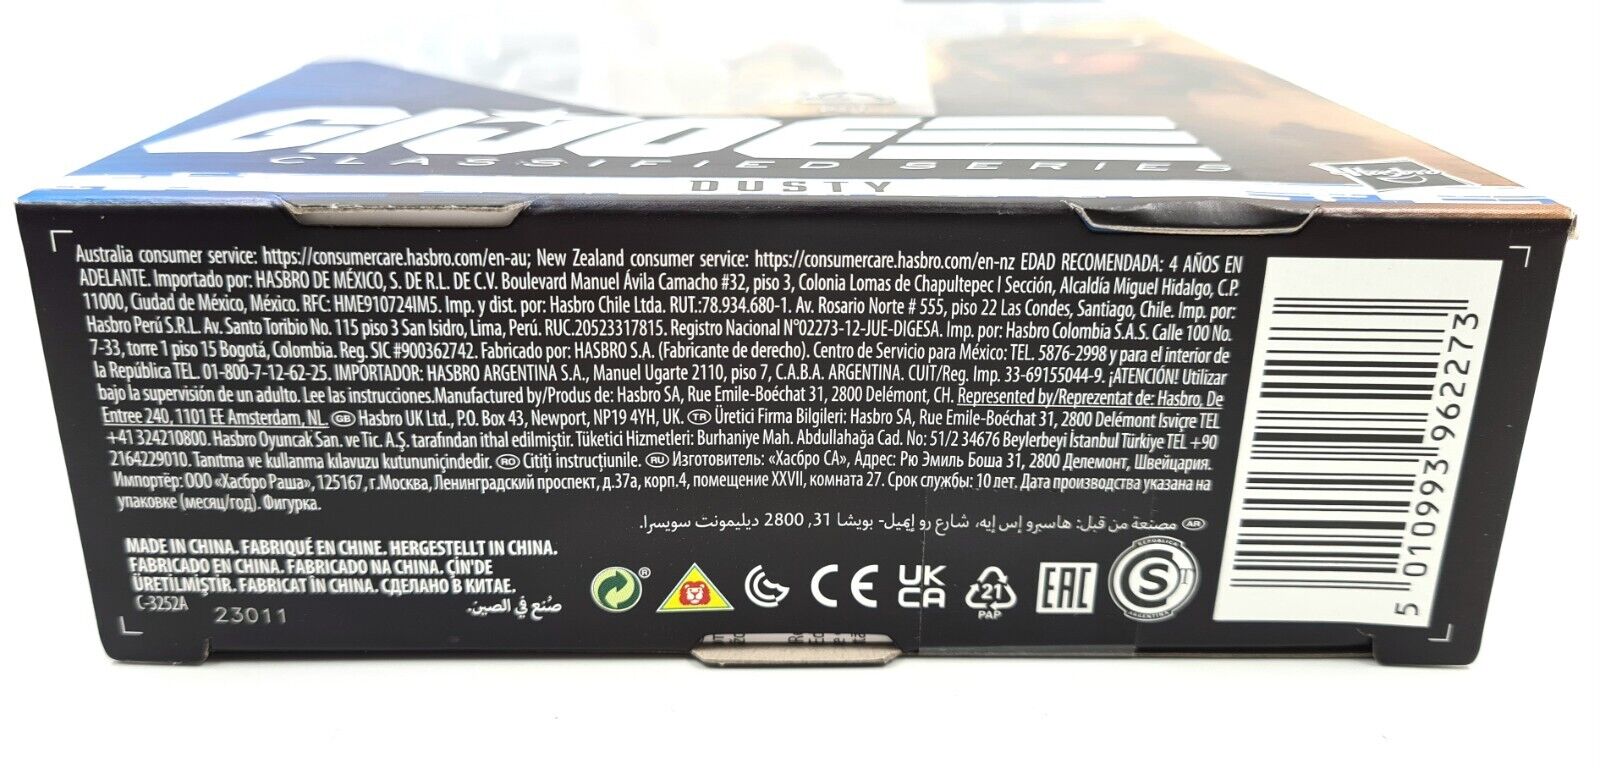 GI JOE
CLASSIFIED SERIES
DUSTY
Hasbro
Australia consumer service: https://consumercare.hasbro.com/en-au; New Zealand consumer service: https://consumercare.hasbro.com/en-nz EDAD RECOMENDADA: 4 AÑOS EN
ADELANTE. Importado por: HASBRO DE MÉXICO, S. DE R.L. DE C.V. Boulevard Manuel Ávila Camacho #32, piso 3, Colonia Lomas de Chapultepec I Sección, Alcaldía Miguel Hidalgo, C.P.
11000, Ciudad de México, México. RFC: HME910724IM5. Imp. y dist. por: Hasbro Chile Ltda. RUT.:78.934.680-1. Av. Rosario Norte # 555, piso 22 Las Condes, Santiago, Chile. Imp. por:
Hasbro Perú S.R.L. Av. Santo Toribio No. 115 piso 3 San Isidro, Lima, Perú. RUC.20523317815. Registro Nacional N°02273-12-JUE-DIGESA. Imp. por: Hasbro Colombia S.A.S. Calle 100 No.
7-33, torre 1 piso 15 Bogotá, Colombia. Reg. SIC #900362742. Fabricado por: HASBRO S.A. (Fabricante de derecho). Centro de Servicio para México: TEL. 5876-2998 y para el interior de
la República TEL. 01-800-7-12-62-25. IMPORTADOR: HASBRO ARGENTINA S.A., Manuel Ugarte 2110, piso 7, C.A.B.A. ARGENTINA. CUIT/Reg. Imp. 33-69155044-9. ¡ATENCIÓN! Utilizar
bajo la supervisión de un adulto. Lee las instrucciones.Manufactured by/Produs de: Hasbro SA, Rue Emile-Boéchat 31, 2800 Delémont, CH. Represented by/Reprezentat de: Hasbro, De
Entree 240, 1101 EE Amsterdam, NL. GB Hasbro UK Ltd., P.O. Box 43, Newport, NP19 4YH, UK. TR Üretici Firma Bilgileri: Hasbro SA, Rue Emile-Boéchat 31, 2800 Delémont İsviçre TEL
+41 324210800. Hasbro Oyuncak San. ve Tic. A.Ş. tarafından ithal edilmiştir. Tüketici Hizmetleri: Burhaniye Mah. Abdullahağa Cad. No: 51/2 34676 Beylerbeyi İstanbul Türkiye TEL +90
2164229010. Tanıtma ve kullanma kılavuzu kutununiçindedir. RO Citiți instrucțiunile. RU Изготовитель: «Хасбро СА», Адрес: Рю Эмиль Боша 31, 2800 Делемонт, Швейцария.
Импортёр: ООО «Хасбро Раша», 125167, г.Москва, Ленинградский проспект, д.37а, корп.4, помещение XXVII, комната 27. Срок службы: 10 лет. Дата производства указана на
упаковке (месяц/год). Фигурка.
AR مصنعة من قبل: هاسبرو إس إيه، شارع رو إيميل- بويشا 31, 2800 ديليمونت سويسرا.
MADE IN CHINA. FABRIQUÉ EN CHINE. HERGESTELLT IN CHINA.
FABRICADO EN CHINA. FABRICADO NA CHINA. ÇİN'DE
ÜRETİLMİŞTİR. FABRICAT ÎN CHINA. СДЕЛАНО В КИТАЕ.
C-3252A
23011
صُنع في الصين.
®
CE
UK
CA
21
PAP
EAC
REPUBLICA
S
ARGENTINA
5 010993 962273